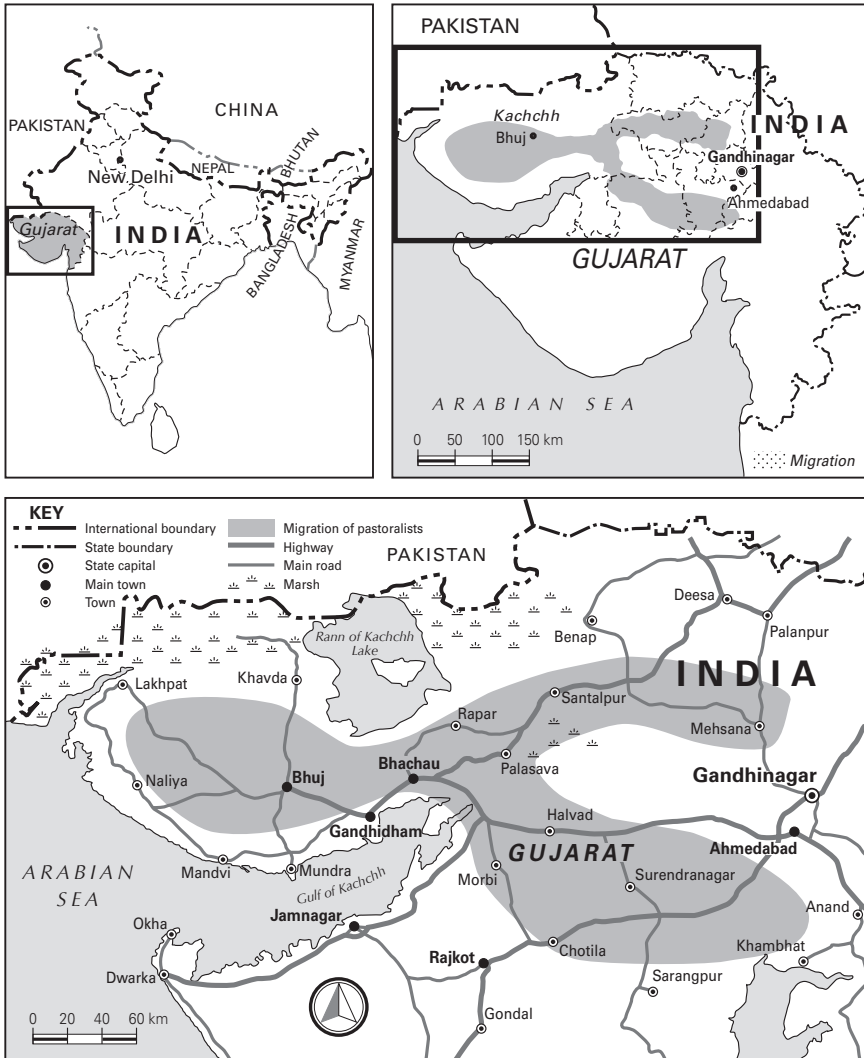 CHINA
PAKISTAN
NEPAL
BHUTAN
New Delhi
Gujarat
INDIA
BANGLADESH
MYANMAR
PAKISTAN
Kachchh
Bhuj
INDIA
Gandhinagar
Ahmedabad
GUJARAT
ARABIAN SEA
0 50 100 150 km
Migration
KEY
International boundary
State boundary
State capital
Main town
Town
Migration of pastoralists
Highway
Main road
Marsh
PAKISTAN
Rann of Kachchh
Lake
Deesa
Benap
Palanpur
INDIA
Lakhpat
Khavda
Santalpur
Rapar
Mehsana
Palasava
Bhachau
Bhuj
Naliya
Gandhinagar
Gandhidham
Halvad
Ahmedabad
GUJARAT
Mandvi
Mundra
Gulf of Kachchh
Morbi
Surendranagar
ARABIAN
SEA
Jamnagar
Anand
Okha
Khambhat
Chotila
Rajkot
Dwarka
Sarangpur
Gondal
0 20 40 60 km